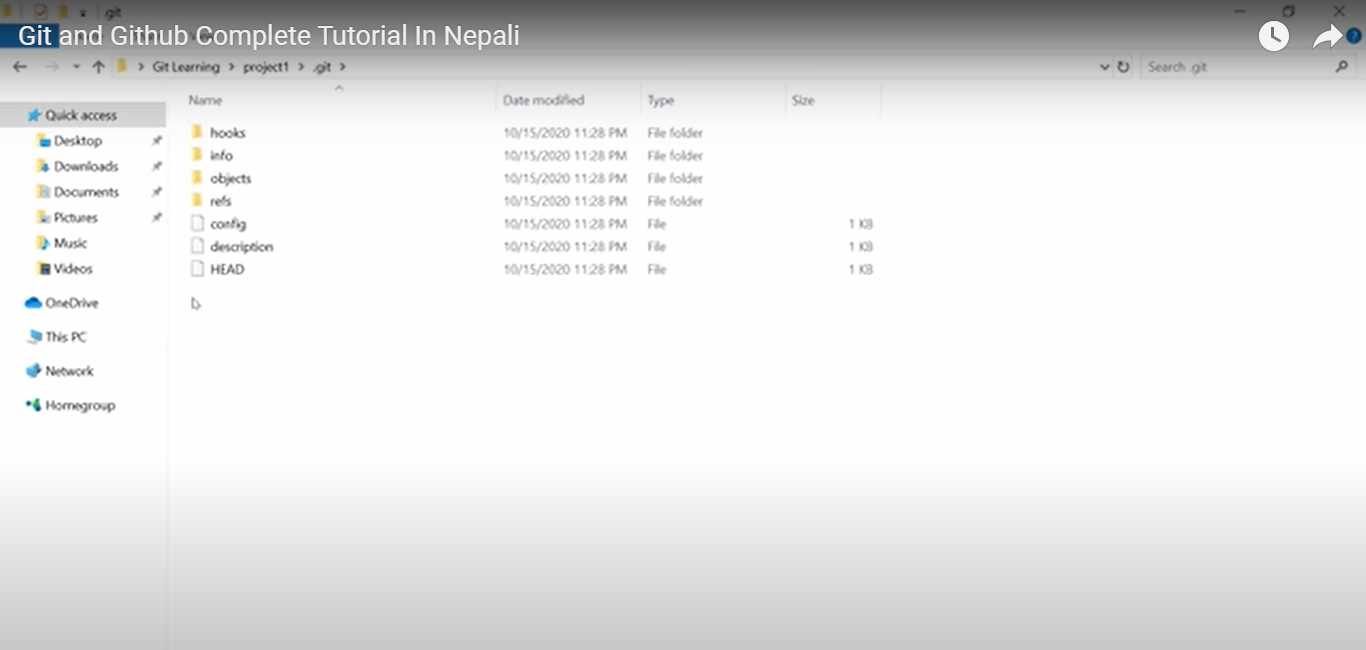 .git
Git and Github Complete Tutorial In Nepali
Git Learning > project1 > .git >
Search .git
Name Date modified Type Size
Quick access
Desktop
Downloads
Documents
Pictures
Music
Videos
OneDrive
This PC
Network
Homegroup
hooks 10/15/2020 11:28 PM File folder
info 10/15/2020 11:28 PM File folder
objects 10/15/2020 11:28 PM File folder
refs 10/15/2020 11:28 PM File folder
config 10/15/2020 11:28 PM File 1 KB
description 10/15/2020 11:28 PM File 1 KB
HEAD 10/15/2020 11:28 PM File 1 KB